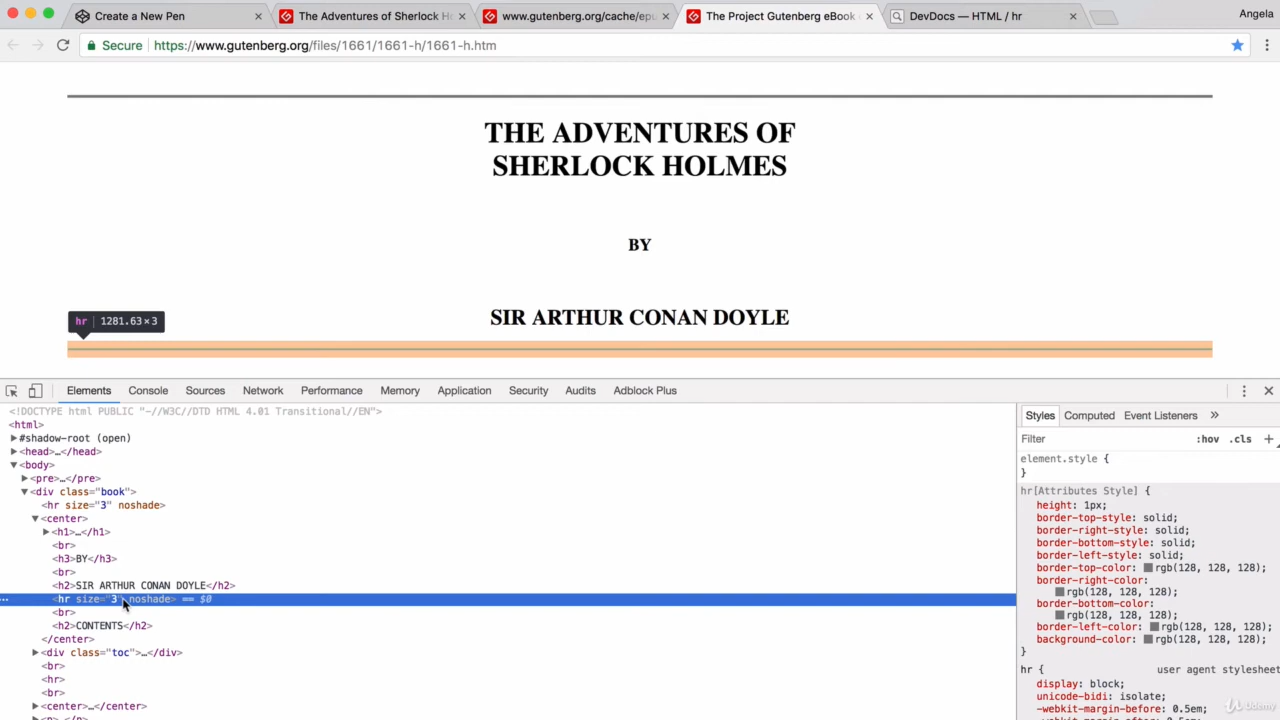 Create a New Pen
The Adventures of Sherlock H
www.gutenberg.org/cache/epu
The Project Gutenberg eBook
DevDocs — HTML / hr
Angela
Secure
https://www.gutenberg.org/files/1661/1661-h/1661-h.htm
THE ADVENTURES OF
SHERLOCK HOLMES
BY
SIR ARTHUR CONAN DOYLE
hr | 1281.63×3
Elements Console Sources Network Performance Memory Application Security Audits Adblock Plus
<!DOCTYPE html PUBLIC "-//W3C//DTD HTML 4.01 Transitional//EN">
<html>
▶#shadow-root (open)
▶<head>…</head>
▼<body>
▶<pre>…</pre>
▼<div class="book">
<hr size="3" noshade>
▼<center>
▶<h1>…</h1>
<br>
<h3>BY</h3>
<br>
<h2>SIR ARTHUR CONAN DOYLE</h2>
<hr size="3" noshade> == $0
<br>
<h2>CONTENTS</h2>
</center>
▶<div class="toc">…</div>
<br>
<hr>
<br>
▶<center>…</center>
▶<p>…</p>
Styles Computed Event Listeners »
Filter :hov .cls +
element.style {
}
hr[Attributes Style] {
height: 1px;
border-top-style: solid;
border-right-style: solid;
border-bottom-style: solid;
border-left-style: solid;
border-top-color: rgb(128, 128, 128);
border-right-color:
rgb(128, 128, 128);
border-bottom-color:
rgb(128, 128, 128);
border-left-color: rgb(128, 128, 128);
background-color: rgb(128, 128, 128);
}
hr { user agent stylesheet
display: block;
unicode-bidi: isolate;
-webkit-margin-before: 0.5em;
Udemy